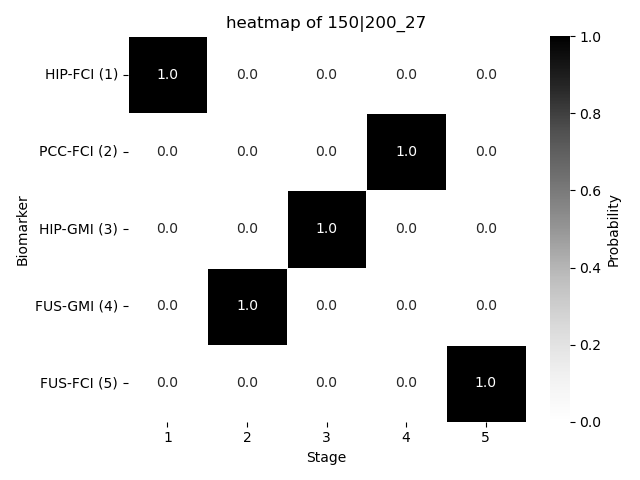 heatmap of 150|200_27
HIP-FCI (1) 1.0 0.0 0.0 0.0 0.0
PCC-FCI (2) 0.0 0.0 0.0 1.0 0.0
HIP-GMI (3) 0.0 0.0 1.0 0.0 0.0
FUS-GMI (4) 0.0 1.0 0.0 0.0 0.0
FUS-FCI (5) 0.0 0.0 0.0 0.0 1.0
1 2 3 4 5
Stage
Biomarker
1.0
0.8
0.6
0.4
0.2
0.0
Probability